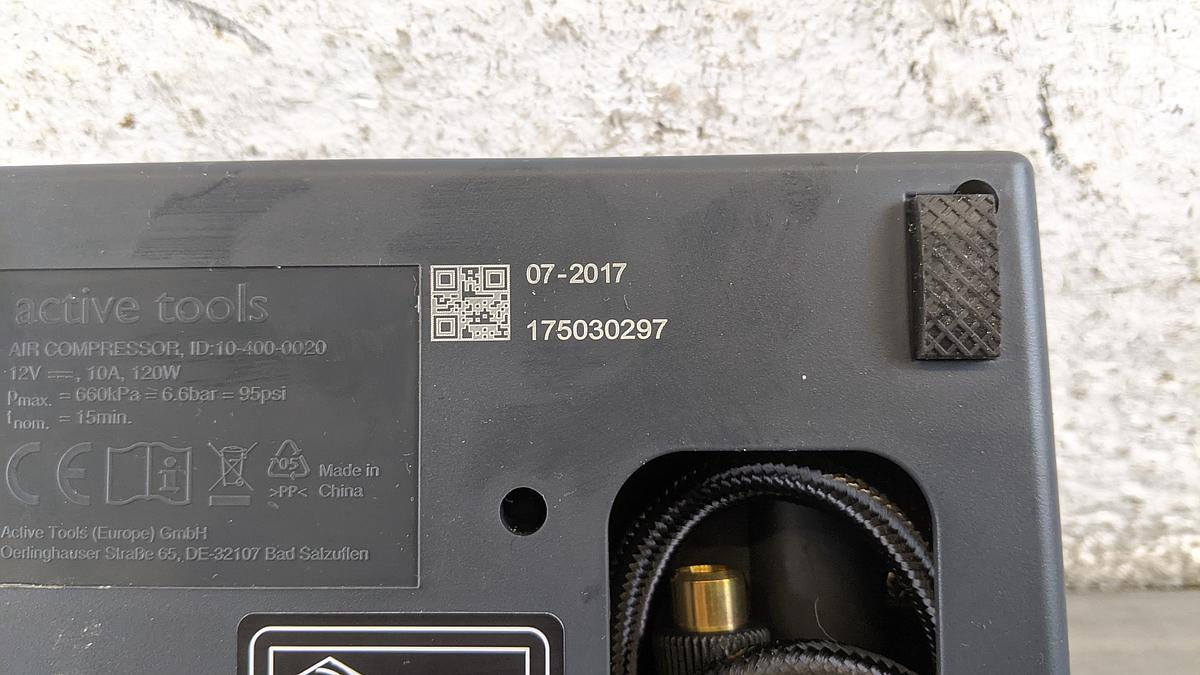 active tools
AIR COMPRESSOR, ID:10-400-0020
12V ⎓, 10A, 120W
pmax. = 660kPa ≅ 6.6bar = 95psi
tnom. = 15min.
CE
05
>PP<
Made in
China
Active Tools (Europe) GmbH
Oerlinghauser Straße 65, DE-32107 Bad Salzuflen
07-2017
175030297